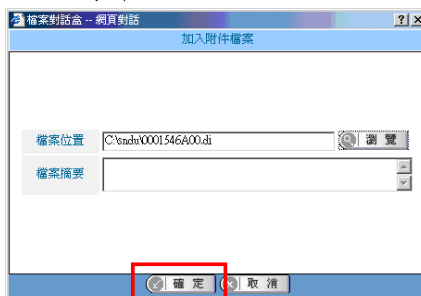 檔案對話盒 -- 網頁對話
加入附件檔案
檔案位置 C:\sndu\0001546A00.di 瀏 覽
檔案摘要
確 定 取 消